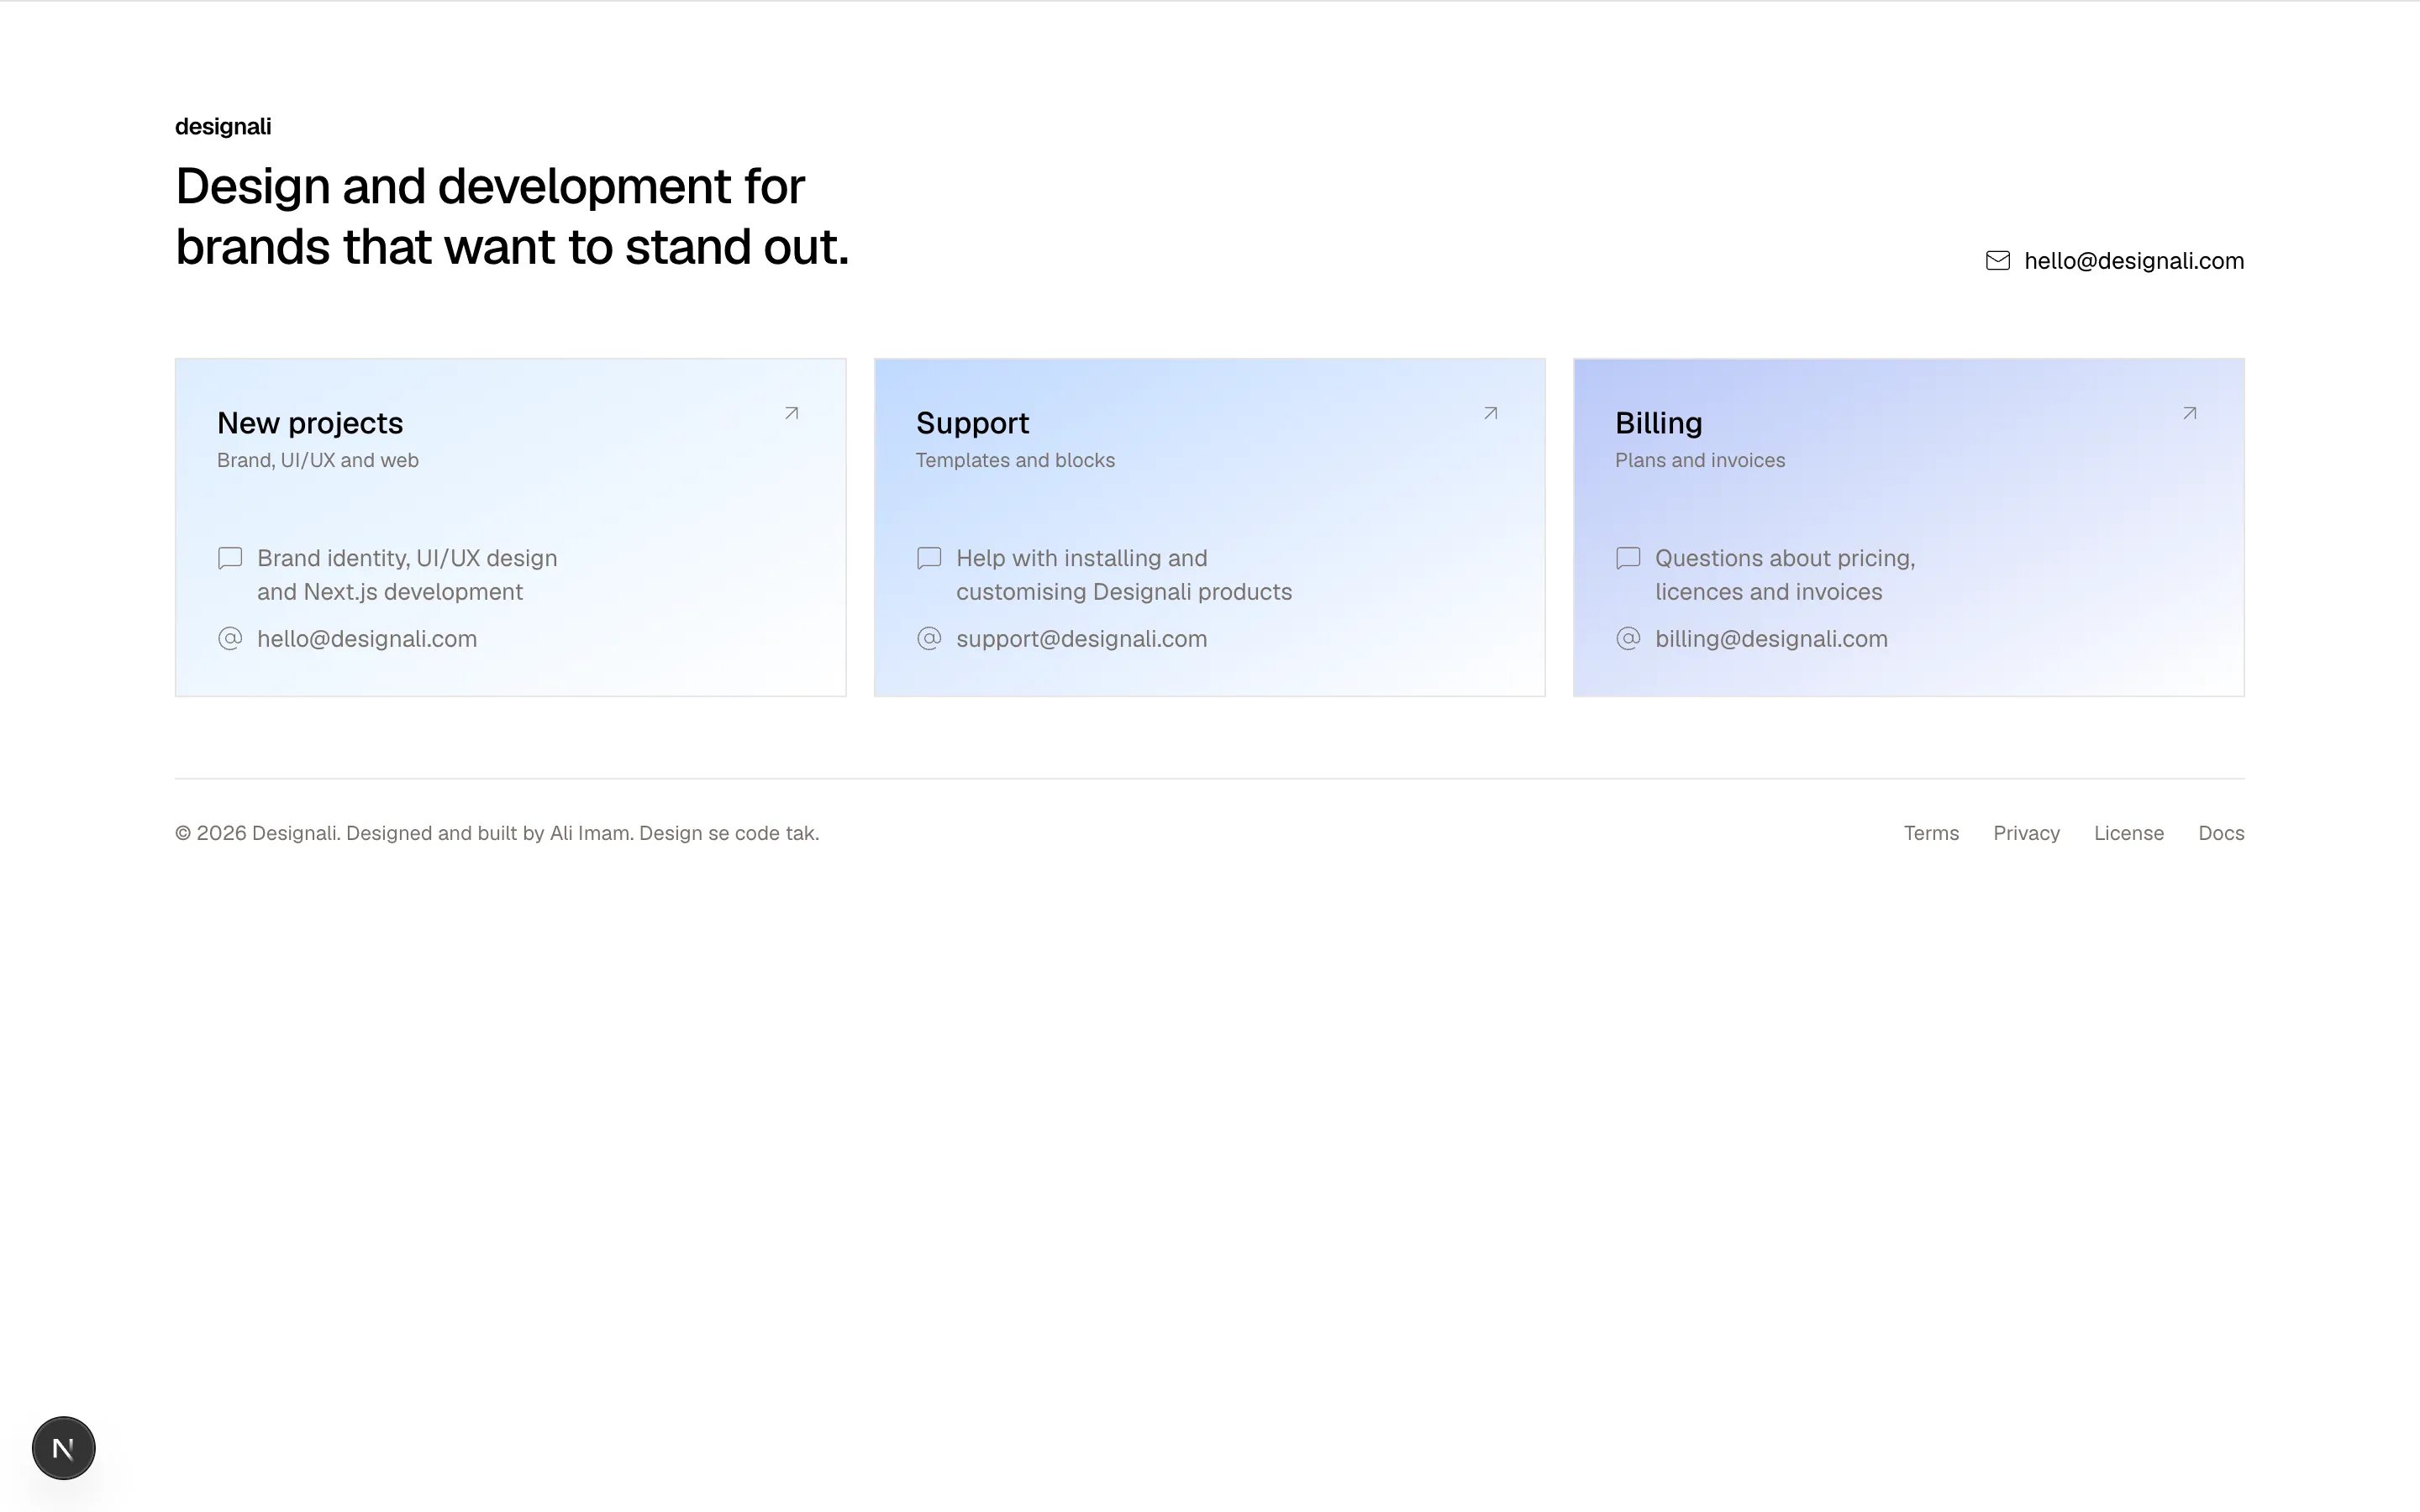 designali
Design and development for
brands that want to stand out.
hello@designali.com
New projects
Brand, UI/UX and web
Brand identity, UI/UX design
and Next.js development
hello@designali.com
Support
Templates and blocks
Help with installing and
customising Designali products
support@designali.com
Billing
Plans and invoices
Questions about pricing,
licences and invoices
billing@designali.com
© 2026 Designali. Designed and built by Ali Imam. Design se code tak.
Terms Privacy License Docs
N